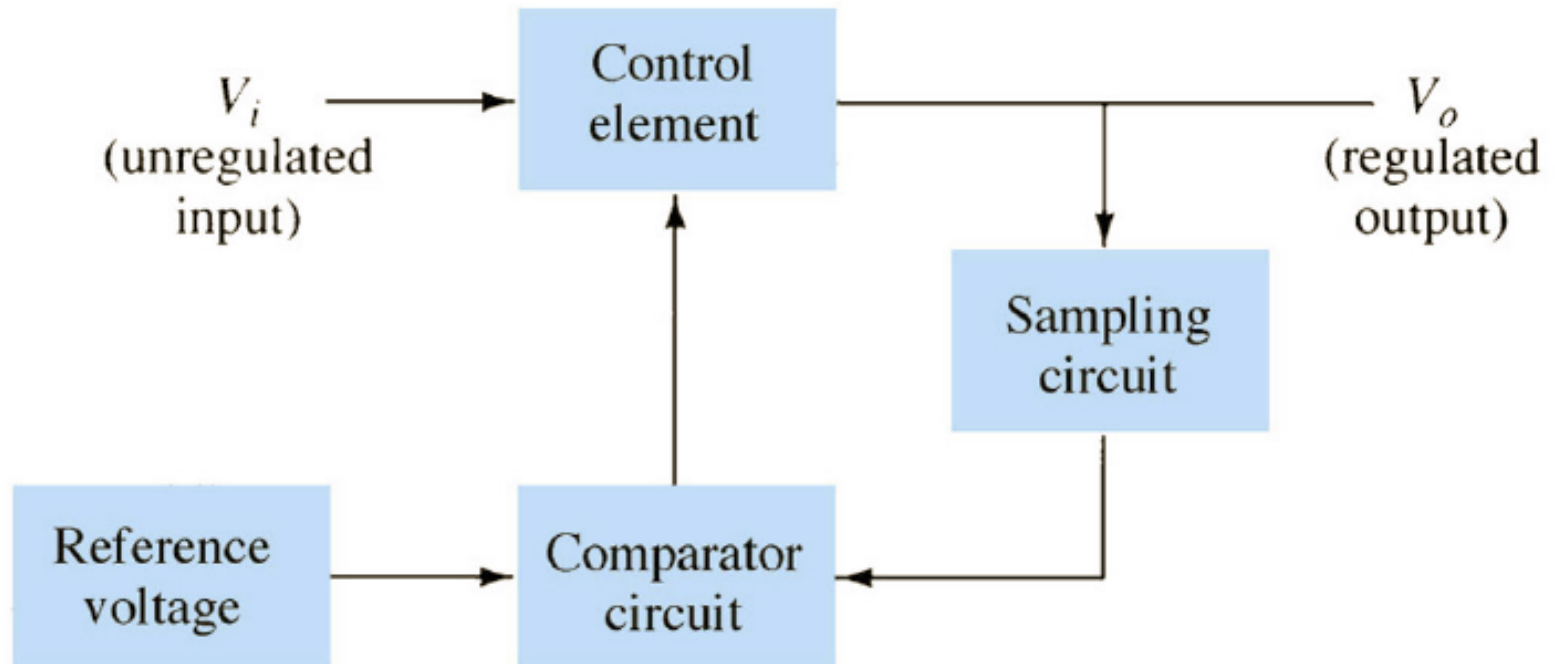 Control
element
V_i
(unregulated
input)
V_o
(regulated
output)
Sampling
circuit
Reference
voltage
Comparator
circuit